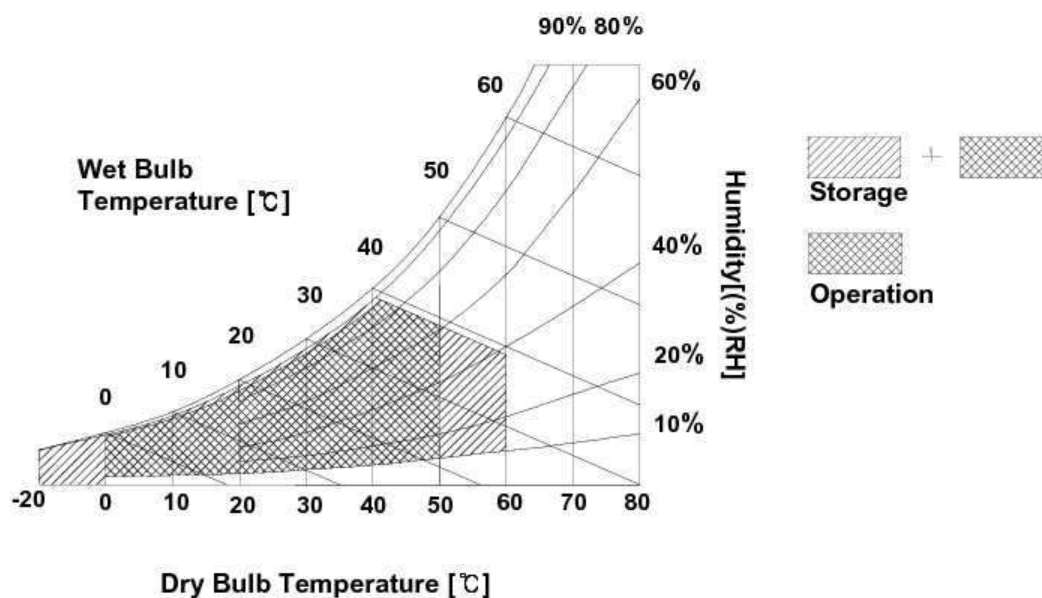 90% 80%
60
60%
Wet Bulb
Temperature [℃]
50
Storage
40
40%
30
Operation
20
20%
10
0
10%
Humidity[(%)RH]
-20 0 10 20 30 40 50 60 70 80
Dry Bulb Temperature [℃]